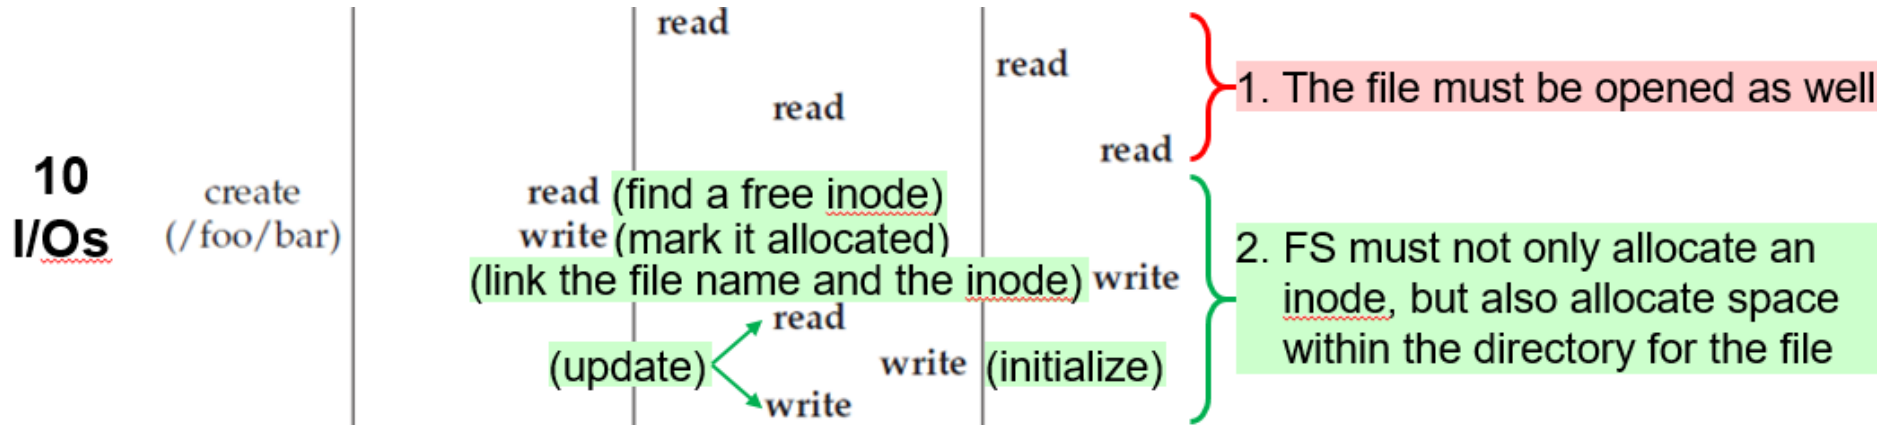 read
read
read
read
10
I/Os
create
(/foo/bar)
read (find a free inode)
write (mark it allocated)
(link the file name and the inode) write
read
(update) write (initialize)
write
1. The file must be opened as well
2. FS must not only allocate an
inode, but also allocate space
within the directory for the file